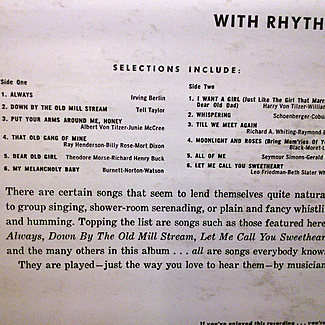 WITH RHYTH
SELECTIONS INCLUDE:
Side One
1. ALWAYS Irving Berlin
2. DOWN BY THE OLD MILL STREAM Tell Taylor
3. PUT YOUR ARMS AROUND ME, HONEY
Albert Von Tilzer-Junie McCree
4. THAT OLD GANG OF MINE
Ray Henderson-Billy Rose-Mort Dixon
5. DEAR OLD GIRL Theodore Morse-Richard Henry Buck
6. MY MELANCHOLY BABY Burnett-Norton-Watson
Side Two
1. I WANT A GIRL (Just Like The Girl That Mar
Dear Old Dad) Harry Von Tilzer-Willia
2. WHISPERING Schoenberger-Cobu
3. TILL WE MEET AGAIN
Richard A. Whiting-Raymond
4. MOONLIGHT AND ROSES (Bring Mem'ries Of Yo
Black-Moret-
5. ALL OF ME Seymour Simons-Gerald
6. LET ME CALL YOU SWEETHEART
Leo Friedman-Beth Slater Wh
There are certain songs that seem to lend themselves quite natura
to group singing, shower-room serenading, or plain and fancy whistli
and humming. Topping the list are songs such as those featured here
Always, Down By The Old Mill Stream, Let Me Call You Sweethear
and the many others in this album . . . all are songs everybody know
They are played—just the way you love to hear them—by musician
If you've enjoyed this recording . . . you'r